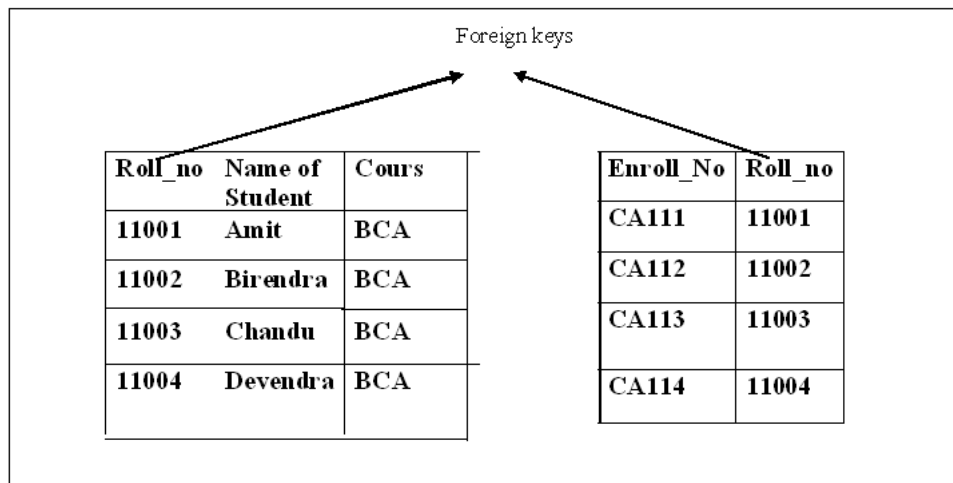 Foreign keys
Roll_no Name of Student Cours
11001 Amit BCA
11002 Birendra BCA
11003 Chandu BCA
11004 Devendra BCA
Enroll_No Roll_no
CA111 11001
CA112 11002
CA113 11003
CA114 11004